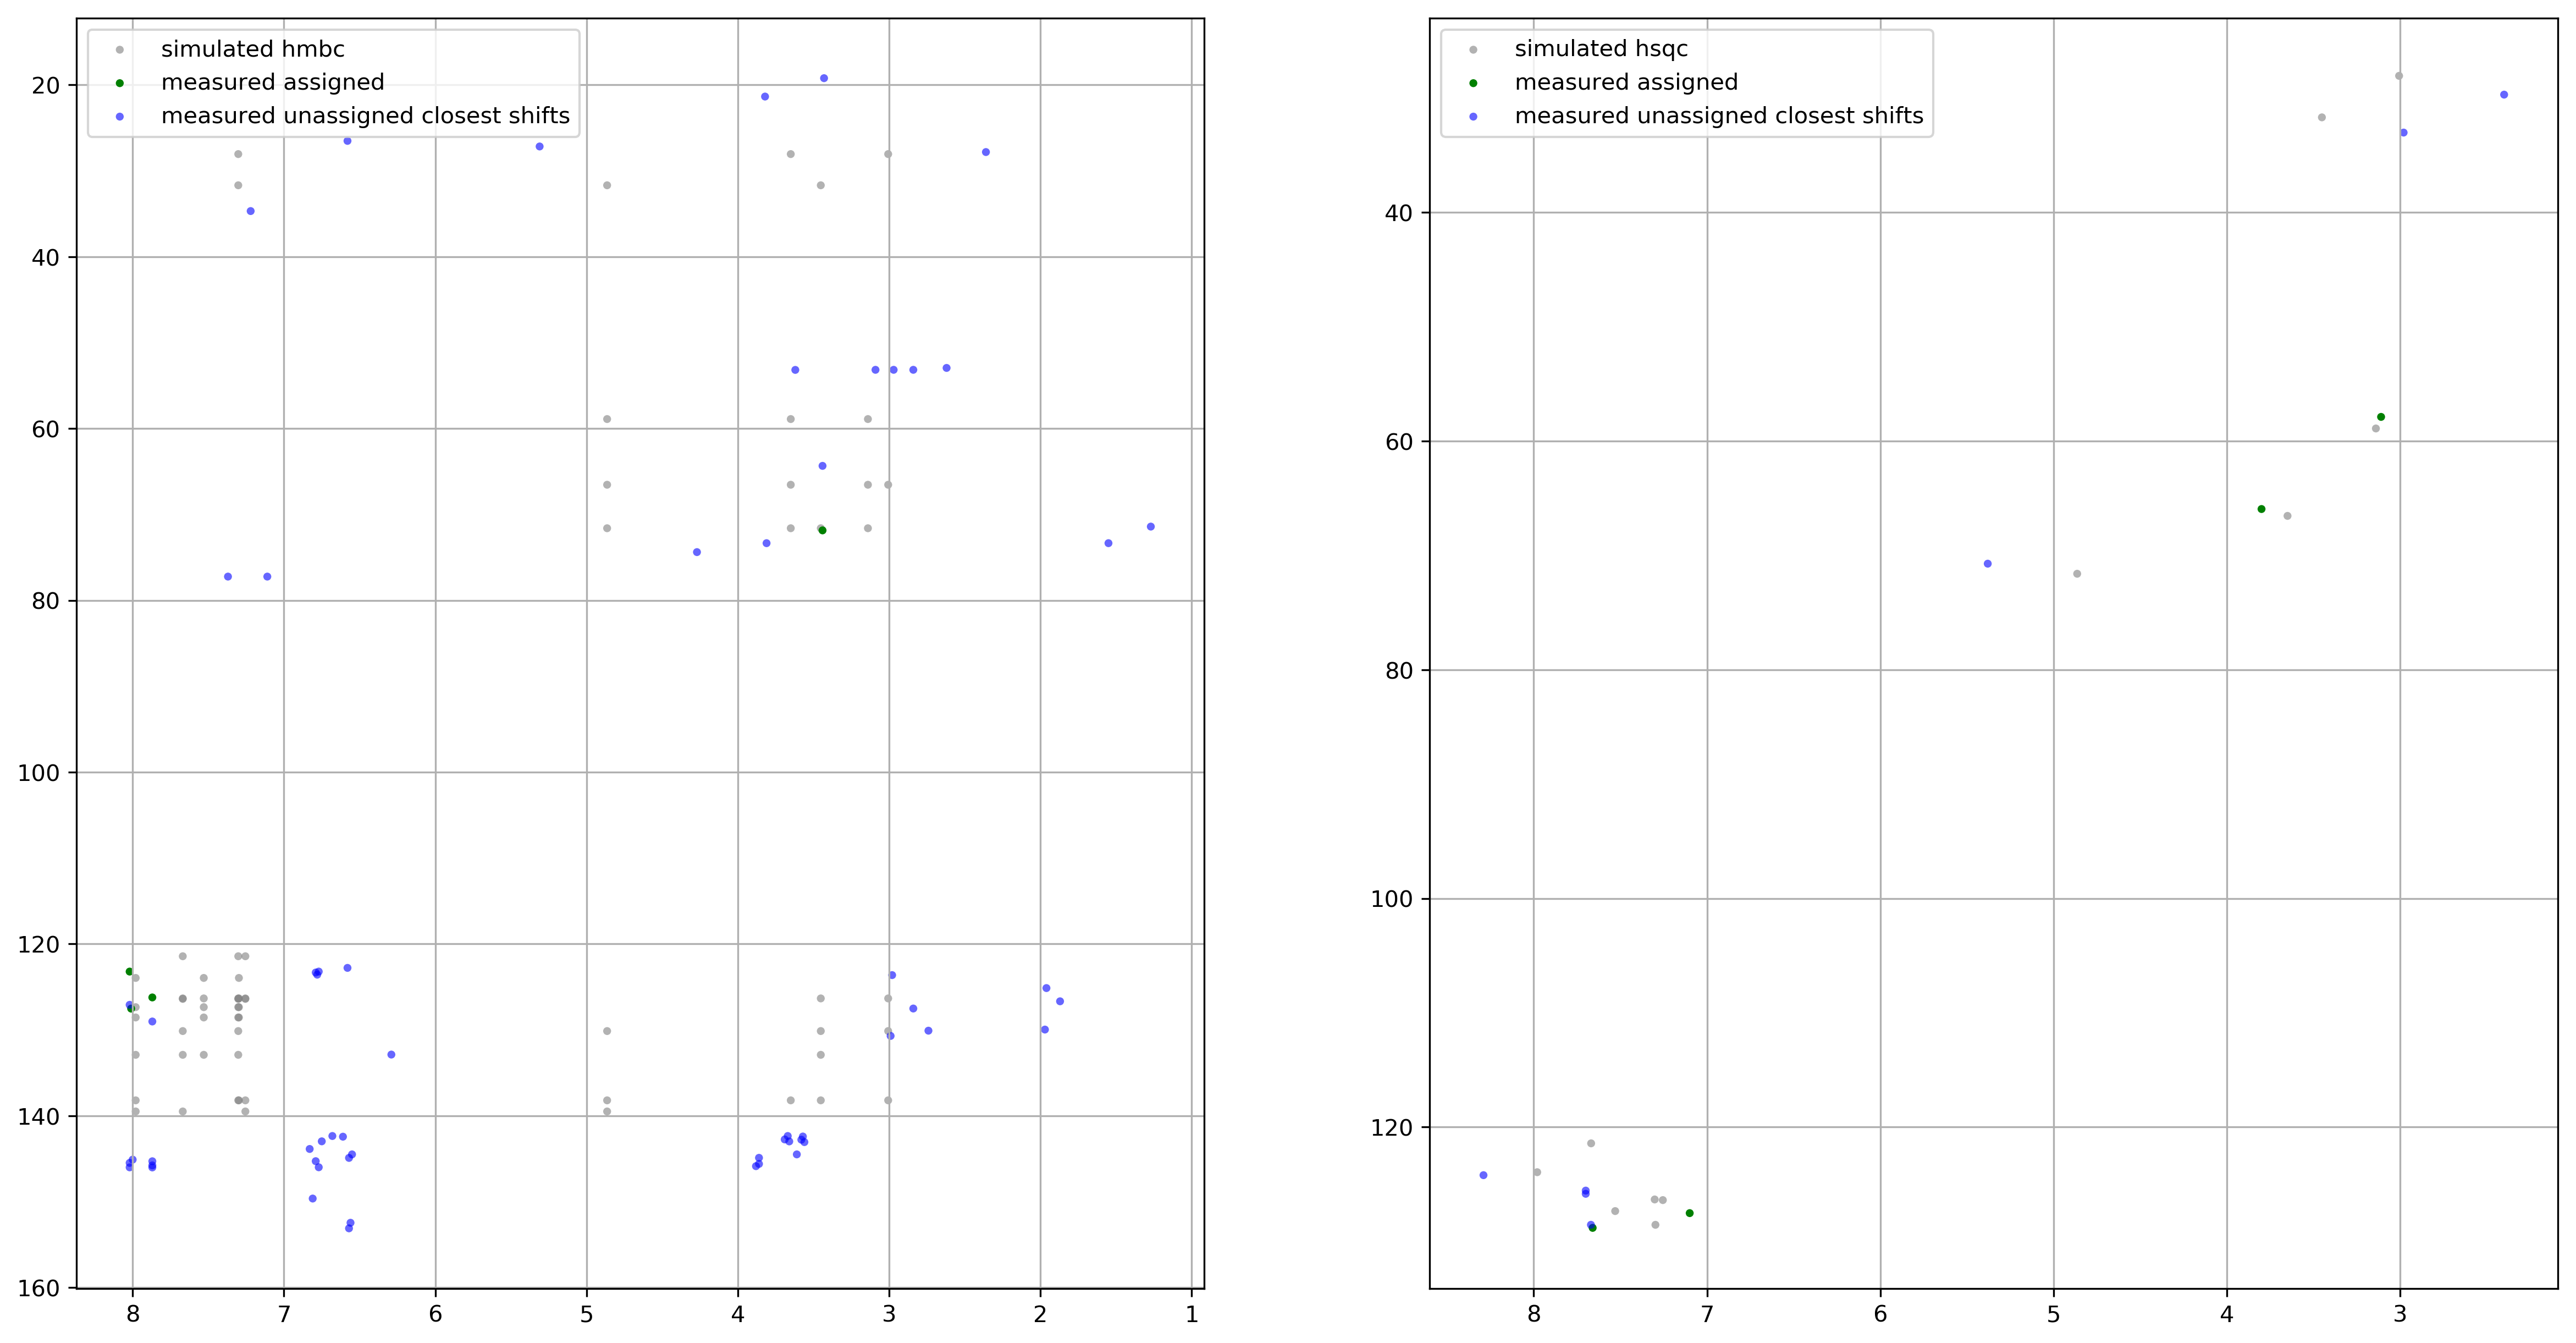 simulated hmbc
measured assigned
measured unassigned closest shifts
20
40
60
80
100
120
140
160
8 7 6 5 4 3 2 1
simulated hsqc
measured assigned
measured unassigned closest shifts
40
60
80
100
120
8 7 6 5 4 3